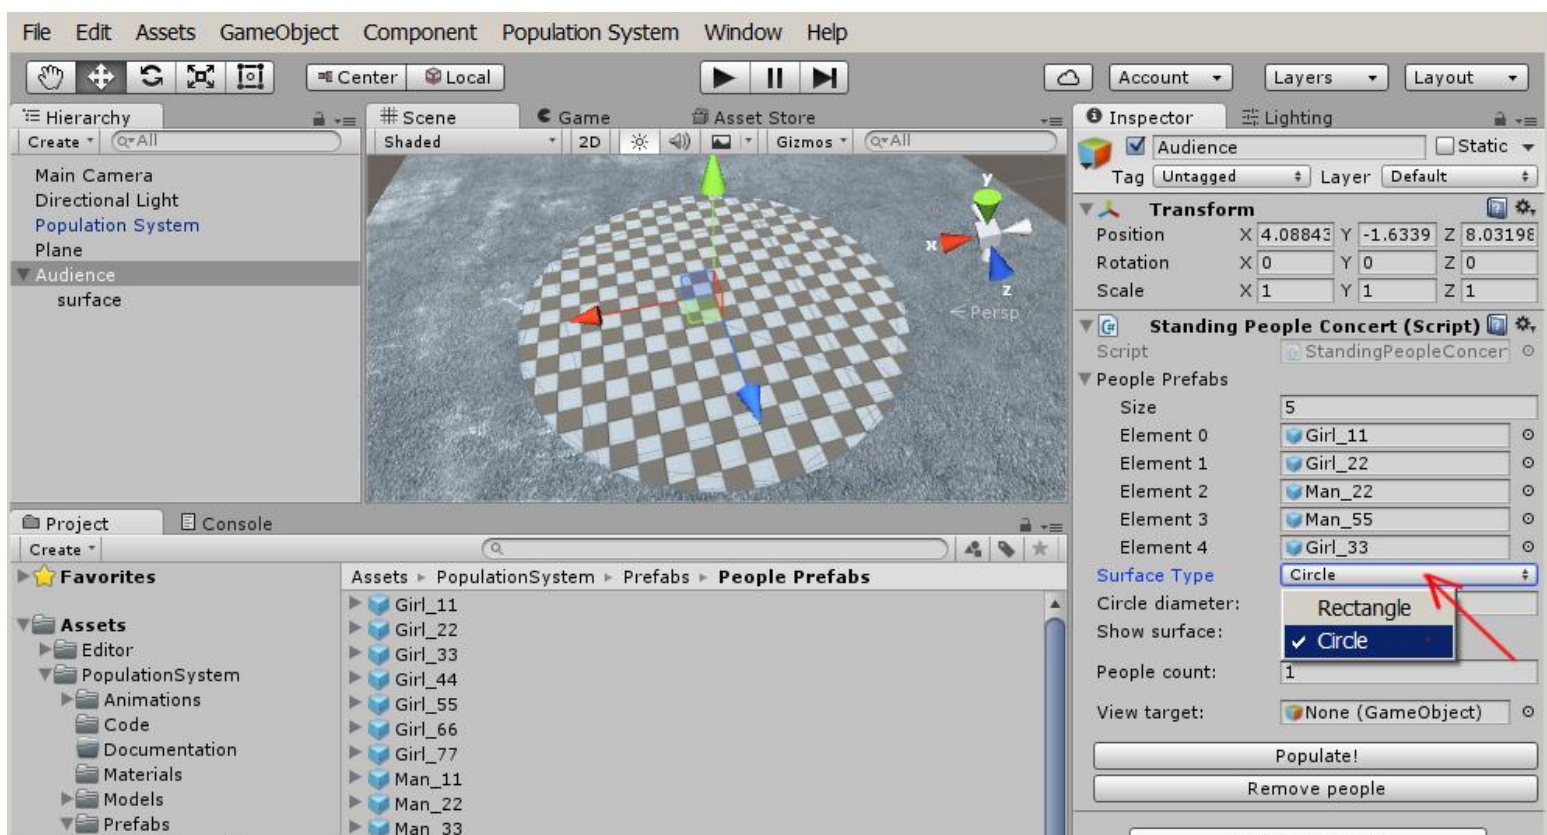 File Edit Assets GameObject Component Population System Window Help
Center Local Account Layers Layout
Hierarchy
Create All
Main Camera
Directional Light
Population System
Plane
Audience
surface
Scene Game Asset Store
Shaded 2D Gizmos All
y
x
z
Persp
Inspector Lighting
Audience Static
Tag Untagged Layer Default
Transform
Position X 4.08843 Y -1.6339 Z 8.03198
Rotation X 0 Y 0 Z 0
Scale X 1 Y 1 Z 1
Standing People Concert (Script)
Script StandingPeopleConcer
People Prefabs
Size 5
Element 0 Girl_11
Element 1 Girl_22
Element 2 Man_22
Element 3 Man_55
Element 4 Girl_33
Surface Type Circle
Circle diameter:
Rectangle
Show surface:
Circle
People count: 1
View target: None (GameObject)
Populate!
Remove people
Project Console
Create
Favorites
Assets
Editor
PopulationSystem
Animations
Code
Documentation
Materials
Models
Prefabs
Assets PopulationSystem Prefabs People Prefabs
Girl_11
Girl_22
Girl_33
Girl_44
Girl_55
Girl_66
Girl_77
Man_11
Man_22
Man_33